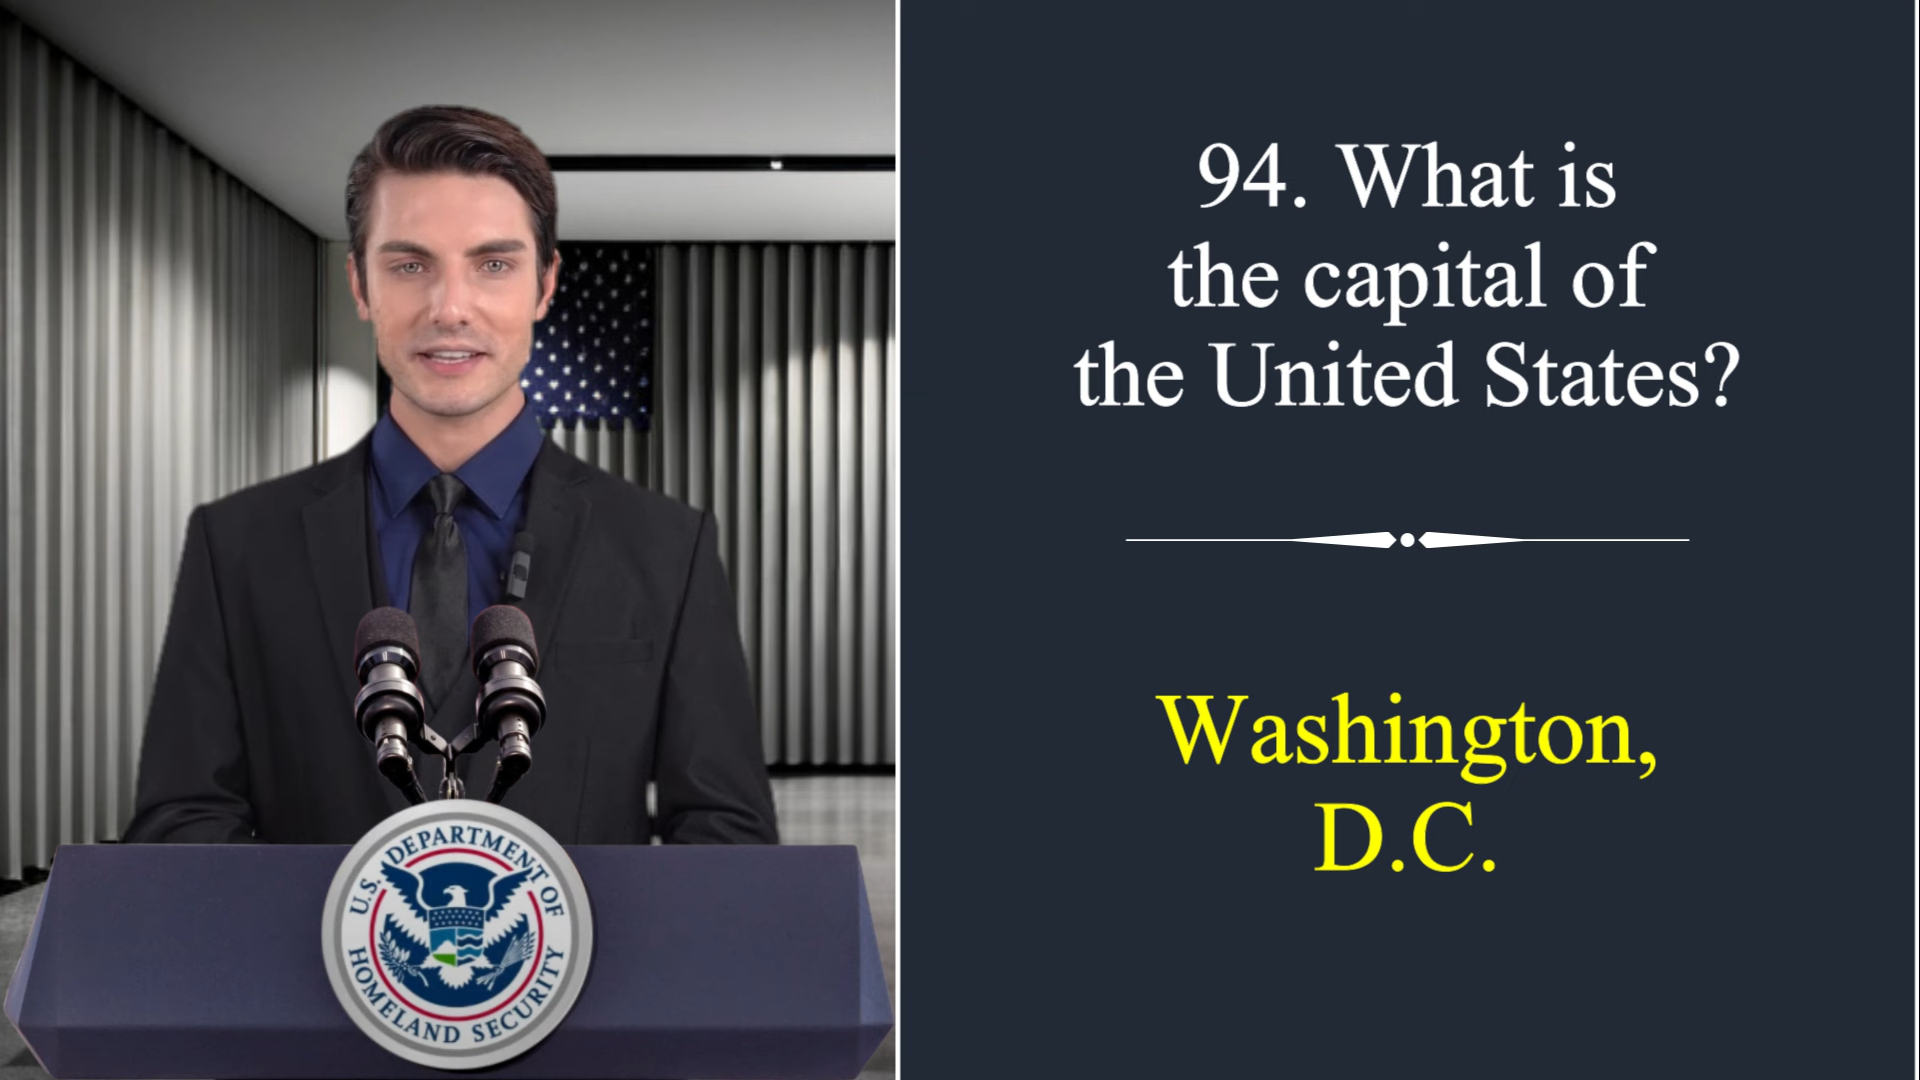 94. What is
the capital of
the United States?
Washington,
D.C.
U.S. DEPARTMENT OF
HOMELAND SECURITY